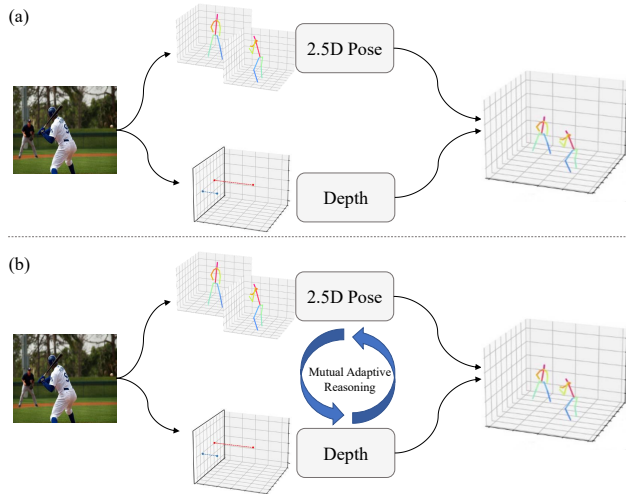 (a)
2.5D Pose
Depth
(b)
2.5D Pose
Mutual Adaptive
Reasoning
Depth